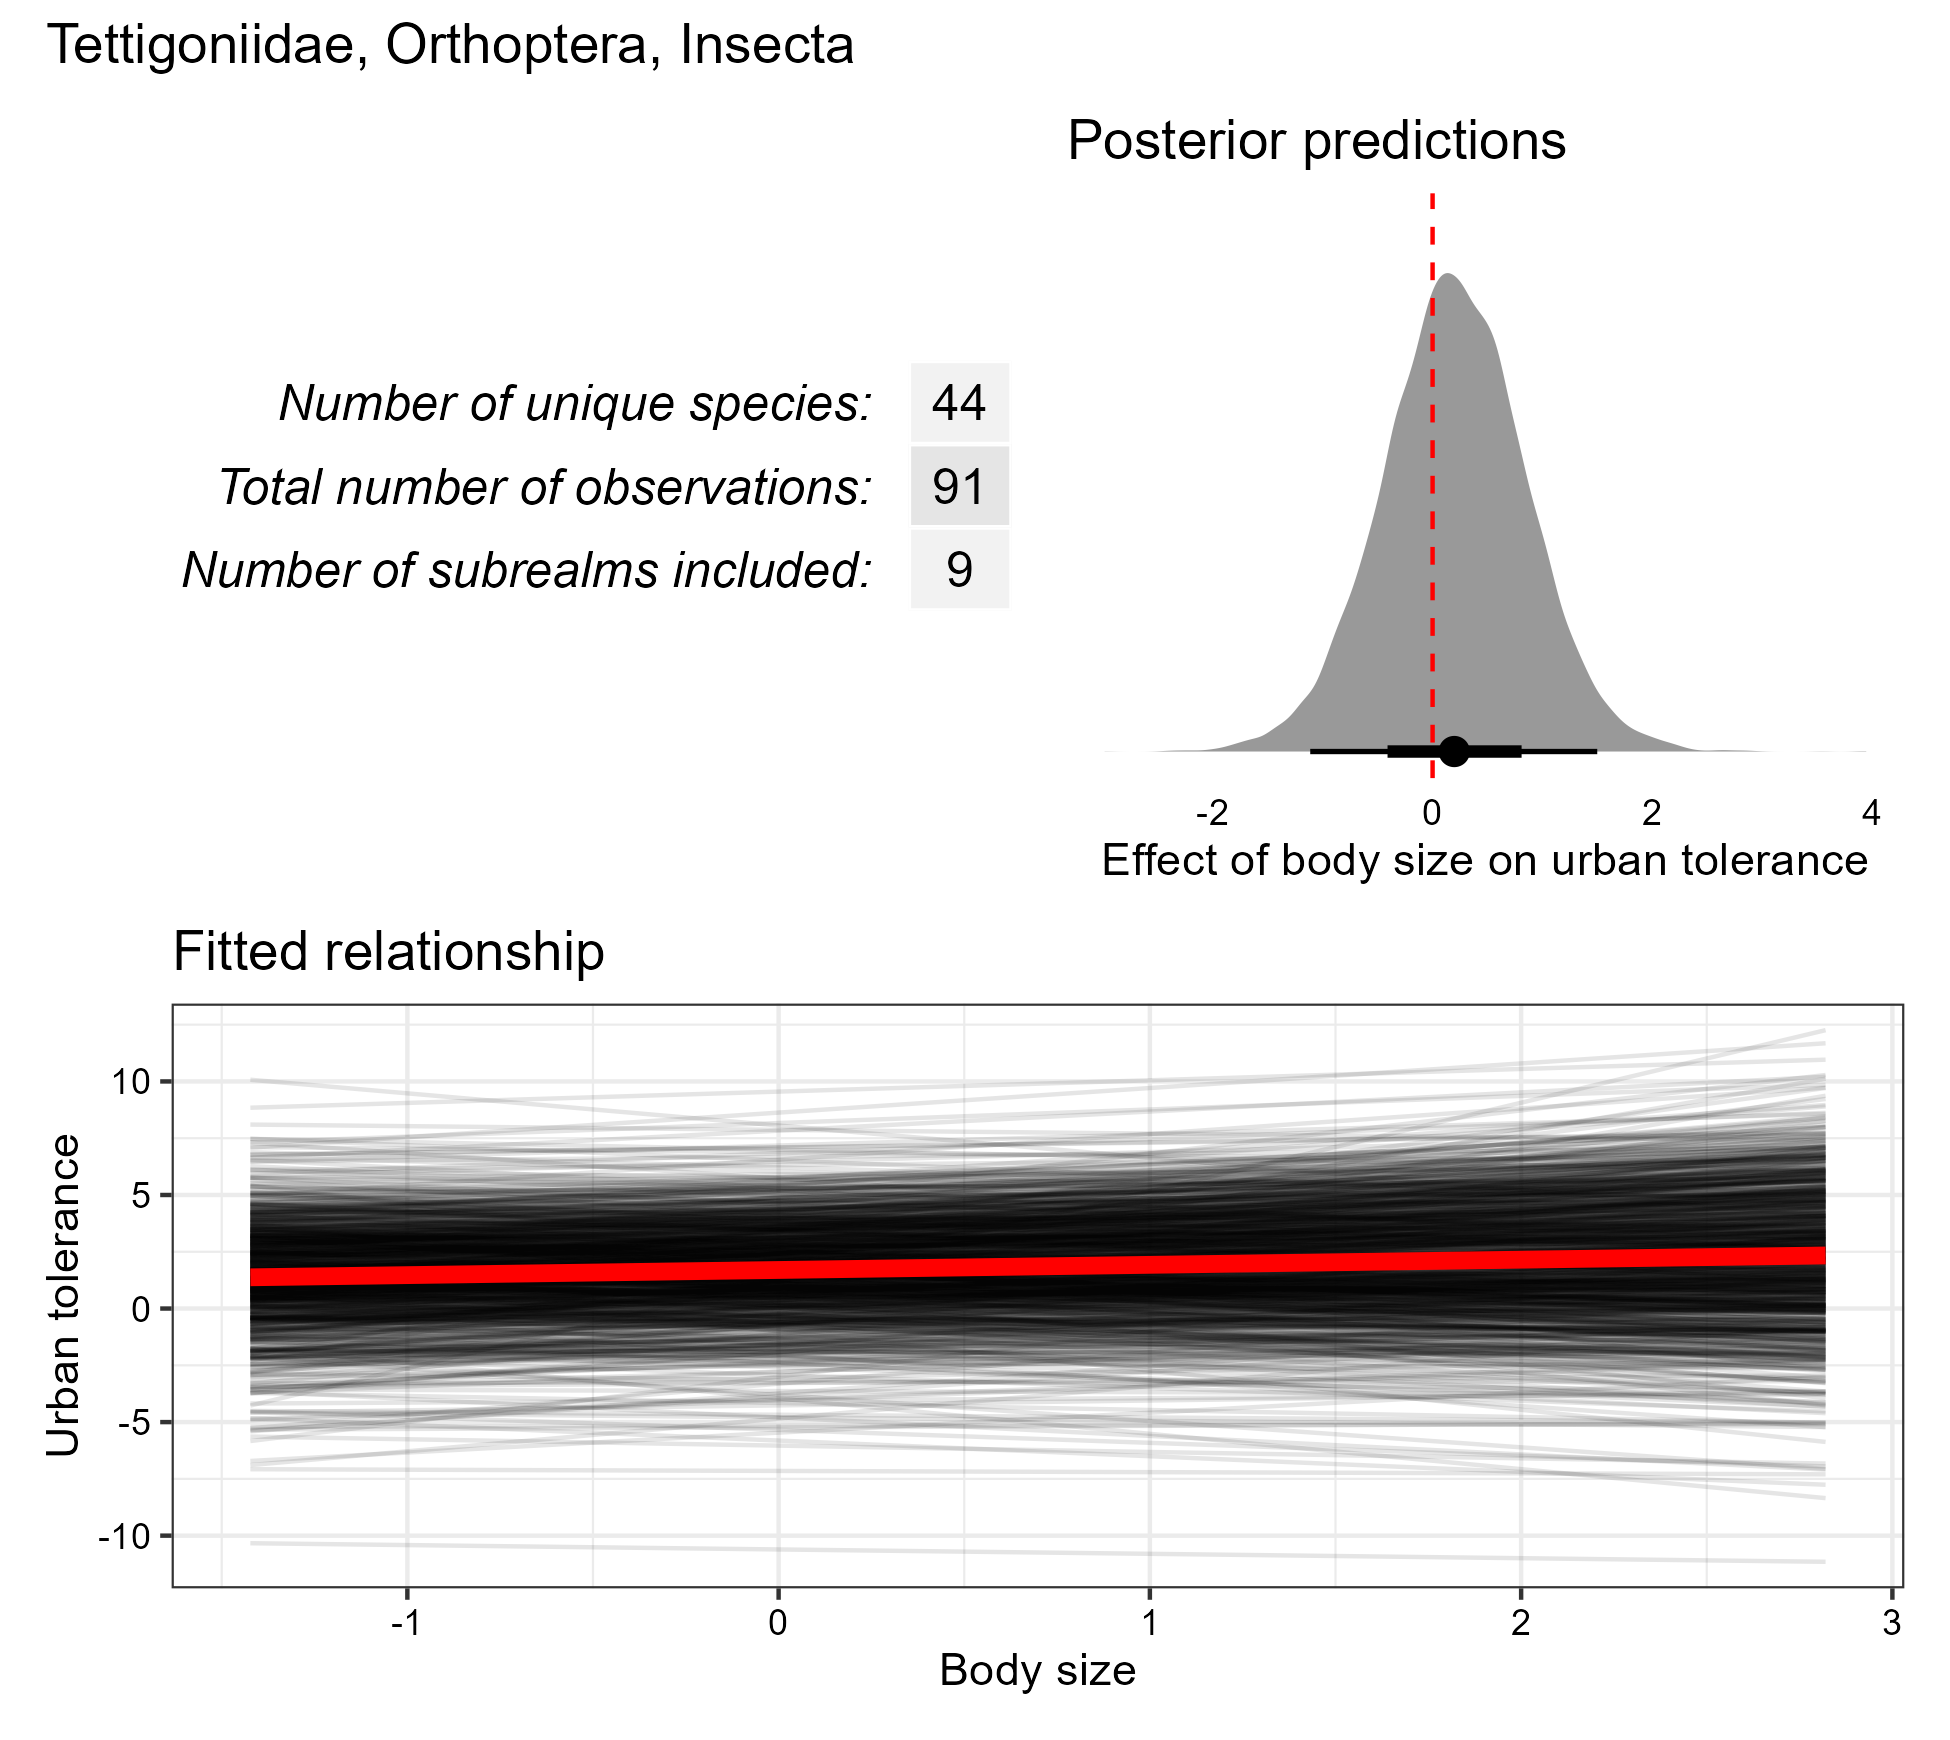 Tettigoniidae, Orthoptera, Insecta
Posterior predictions
Number of unique species: 44
Total number of observations: 91
Number of subrealms included: 9
-2 0 2 4
Effect of body size on urban tolerance
Fitted relationship
10
5
0
-5
-10
Urban tolerance
-1 0 1 2 3
Body size